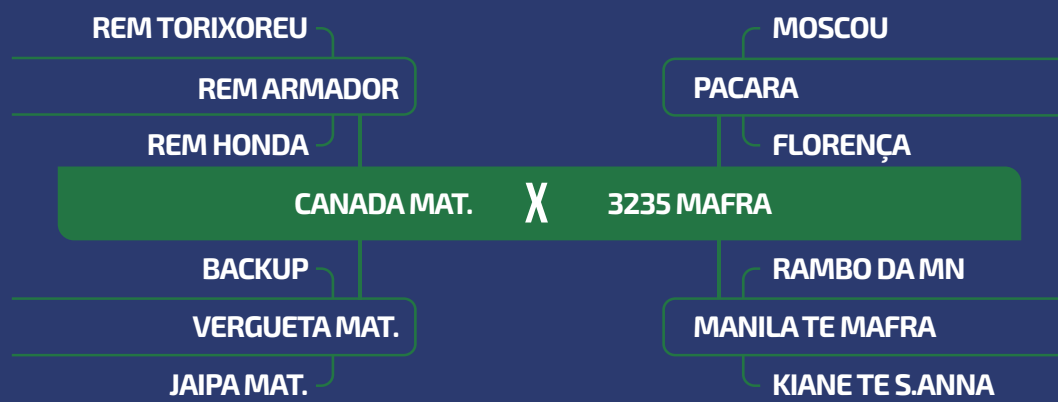 REM TORIXOREU
MOSCOU
REM ARMADOR
PACARA
REM HONDA
FLORENÇA
CANADA MAT. X 3235 MAFRA
BACKUP
RAMBO DA MN
VERGUETA MAT.
MANILA TE MAFRA
JAIPA MAT.
KIANE TE S.ANNA